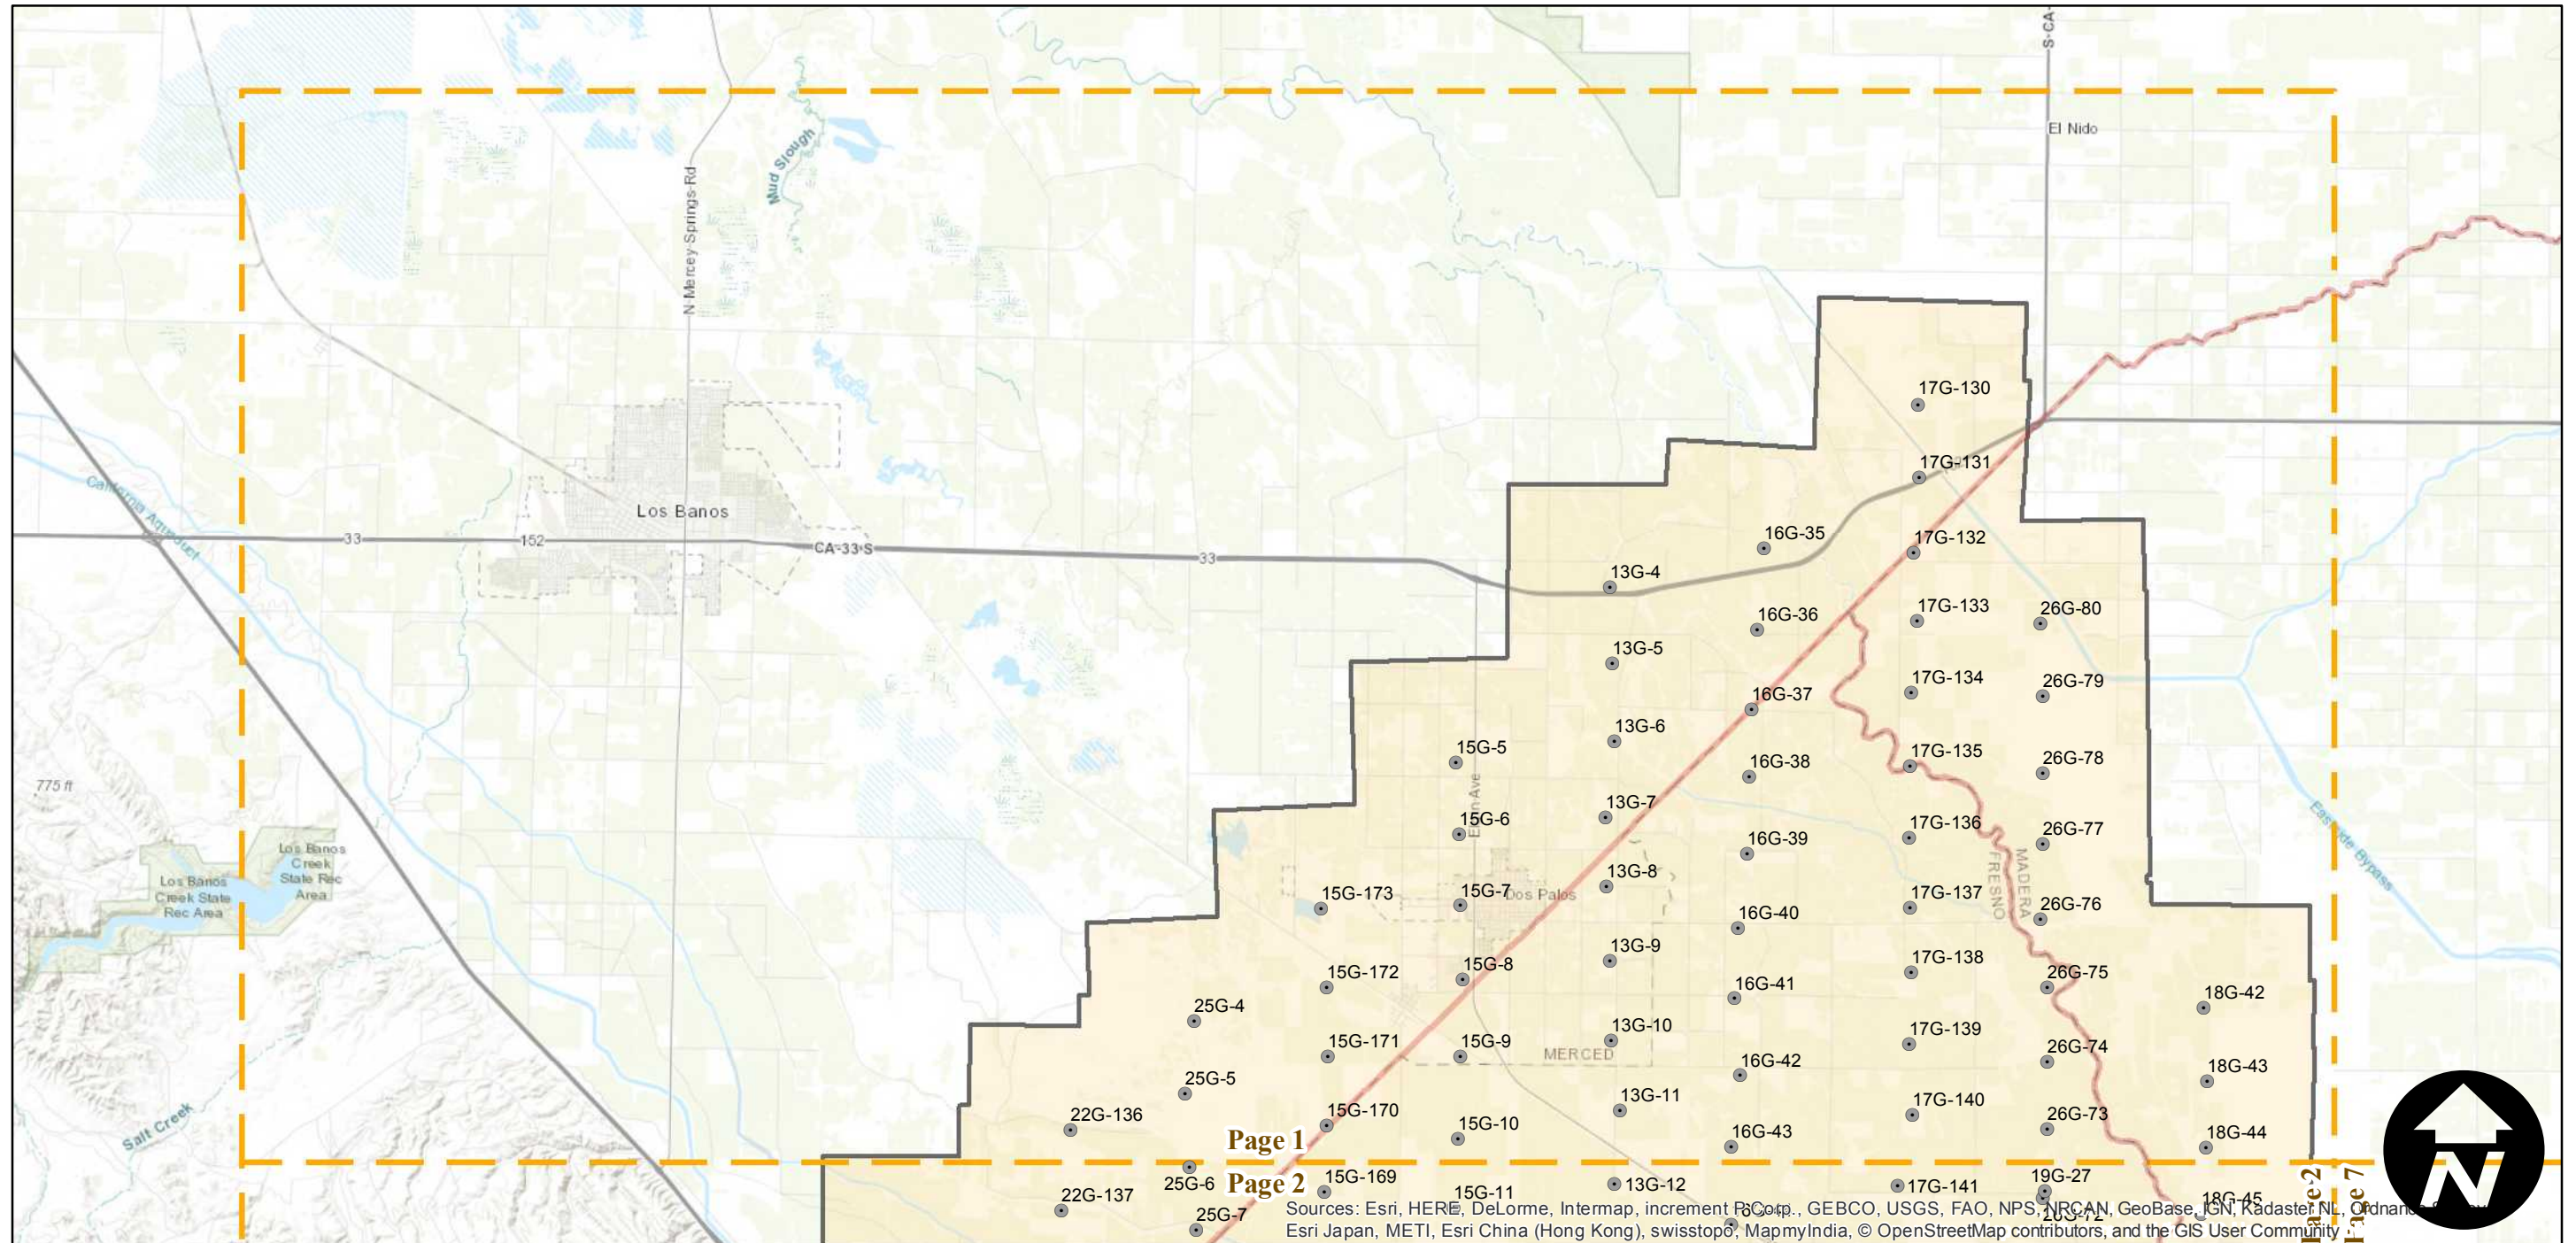 S-CA-
El Nido
Mud Slough
N-Mercey-Springs-Rd
17G-130
17G-131
California Aqueduct
Los Banos
33
152
CA-33-S
33
16G-35
17G-132
13G-4
16G-36
17G-133
26G-80
13G-5
17G-134
26G-79
16G-37
13G-6
15G-5
16G-38
17G-135
26G-78
775 ft
13G-7
15G-6
16G-39
17G-136
26G-77
Eastside Bypass
Los Banos
Creek
State Rec
Area
Los Banos
Creek State
Rec Area
MADERA
FRESNO
13G-8
15G-173
15G-7
Dos Palos
16G-40
17G-137
26G-76
13G-9
15G-172
15G-8
17G-138
26G-75
16G-41
18G-42
25G-4
13G-10
15G-171
15G-9
MERCED
17G-139
26G-74
16G-42
18G-43
25G-5
13G-11
22G-136
15G-170
15G-10
17G-140
26G-73
16G-43
18G-44
Salt Creek
Page 1
Page 2
N
25G-6
15G-169
13G-12
17G-141
19G-27
22G-137
15G-11
18G-45
25G-7
Page 7
Sources: Esri, HERE, DeLorme, Intermap, increment P Corp., GEBCO, USGS, FAO, NPS, NRCAN, GeoBase, IGN, Kadaster NL, Ordnance
Esri Japan, METI, Esri China (Hong Kong), swisstopo, MapmyIndia, © OpenStreetMap contributors, and the GIS User Community